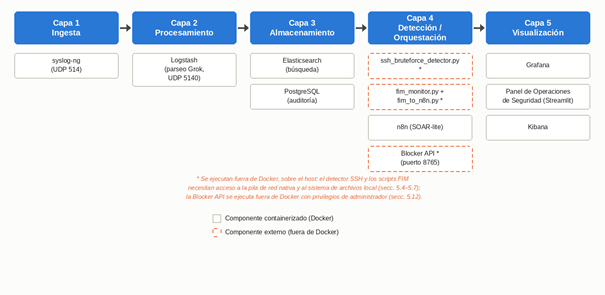 Capa 1
Ingesta
Capa 2
Procesamiento
Capa 3
Almacenamiento
Capa 4
Detección /
Orquestación
Capa 5
Visualización
syslog-ng
(UDP 514)
Logstash
(parseo Grok,
UDP 5140)
Elasticsearch
(búsqueda)
PostgreSQL
(auditoría)
ssh_bruteforce_detector.py
*
fim_monitor.py +
fim_to_n8n.py *
n8n (SOAR-lite)
Blocker API *
(puerto 8765)
Grafana
Panel de Operaciones
de Seguridad (Streamlit)
Kibana
* Se ejecutan fuera de Docker, sobre el host: el detector SSH y los scripts FIM
necesitan acceso a la pila de red nativa y al sistema de archivos local (secc. 5.4–5.7);
la Blocker API se ejecuta fuera de Docker con privilegios de administrador (secc. 5.12).
Componente containerizado (Docker)
Componente externo (fuera de Docker)